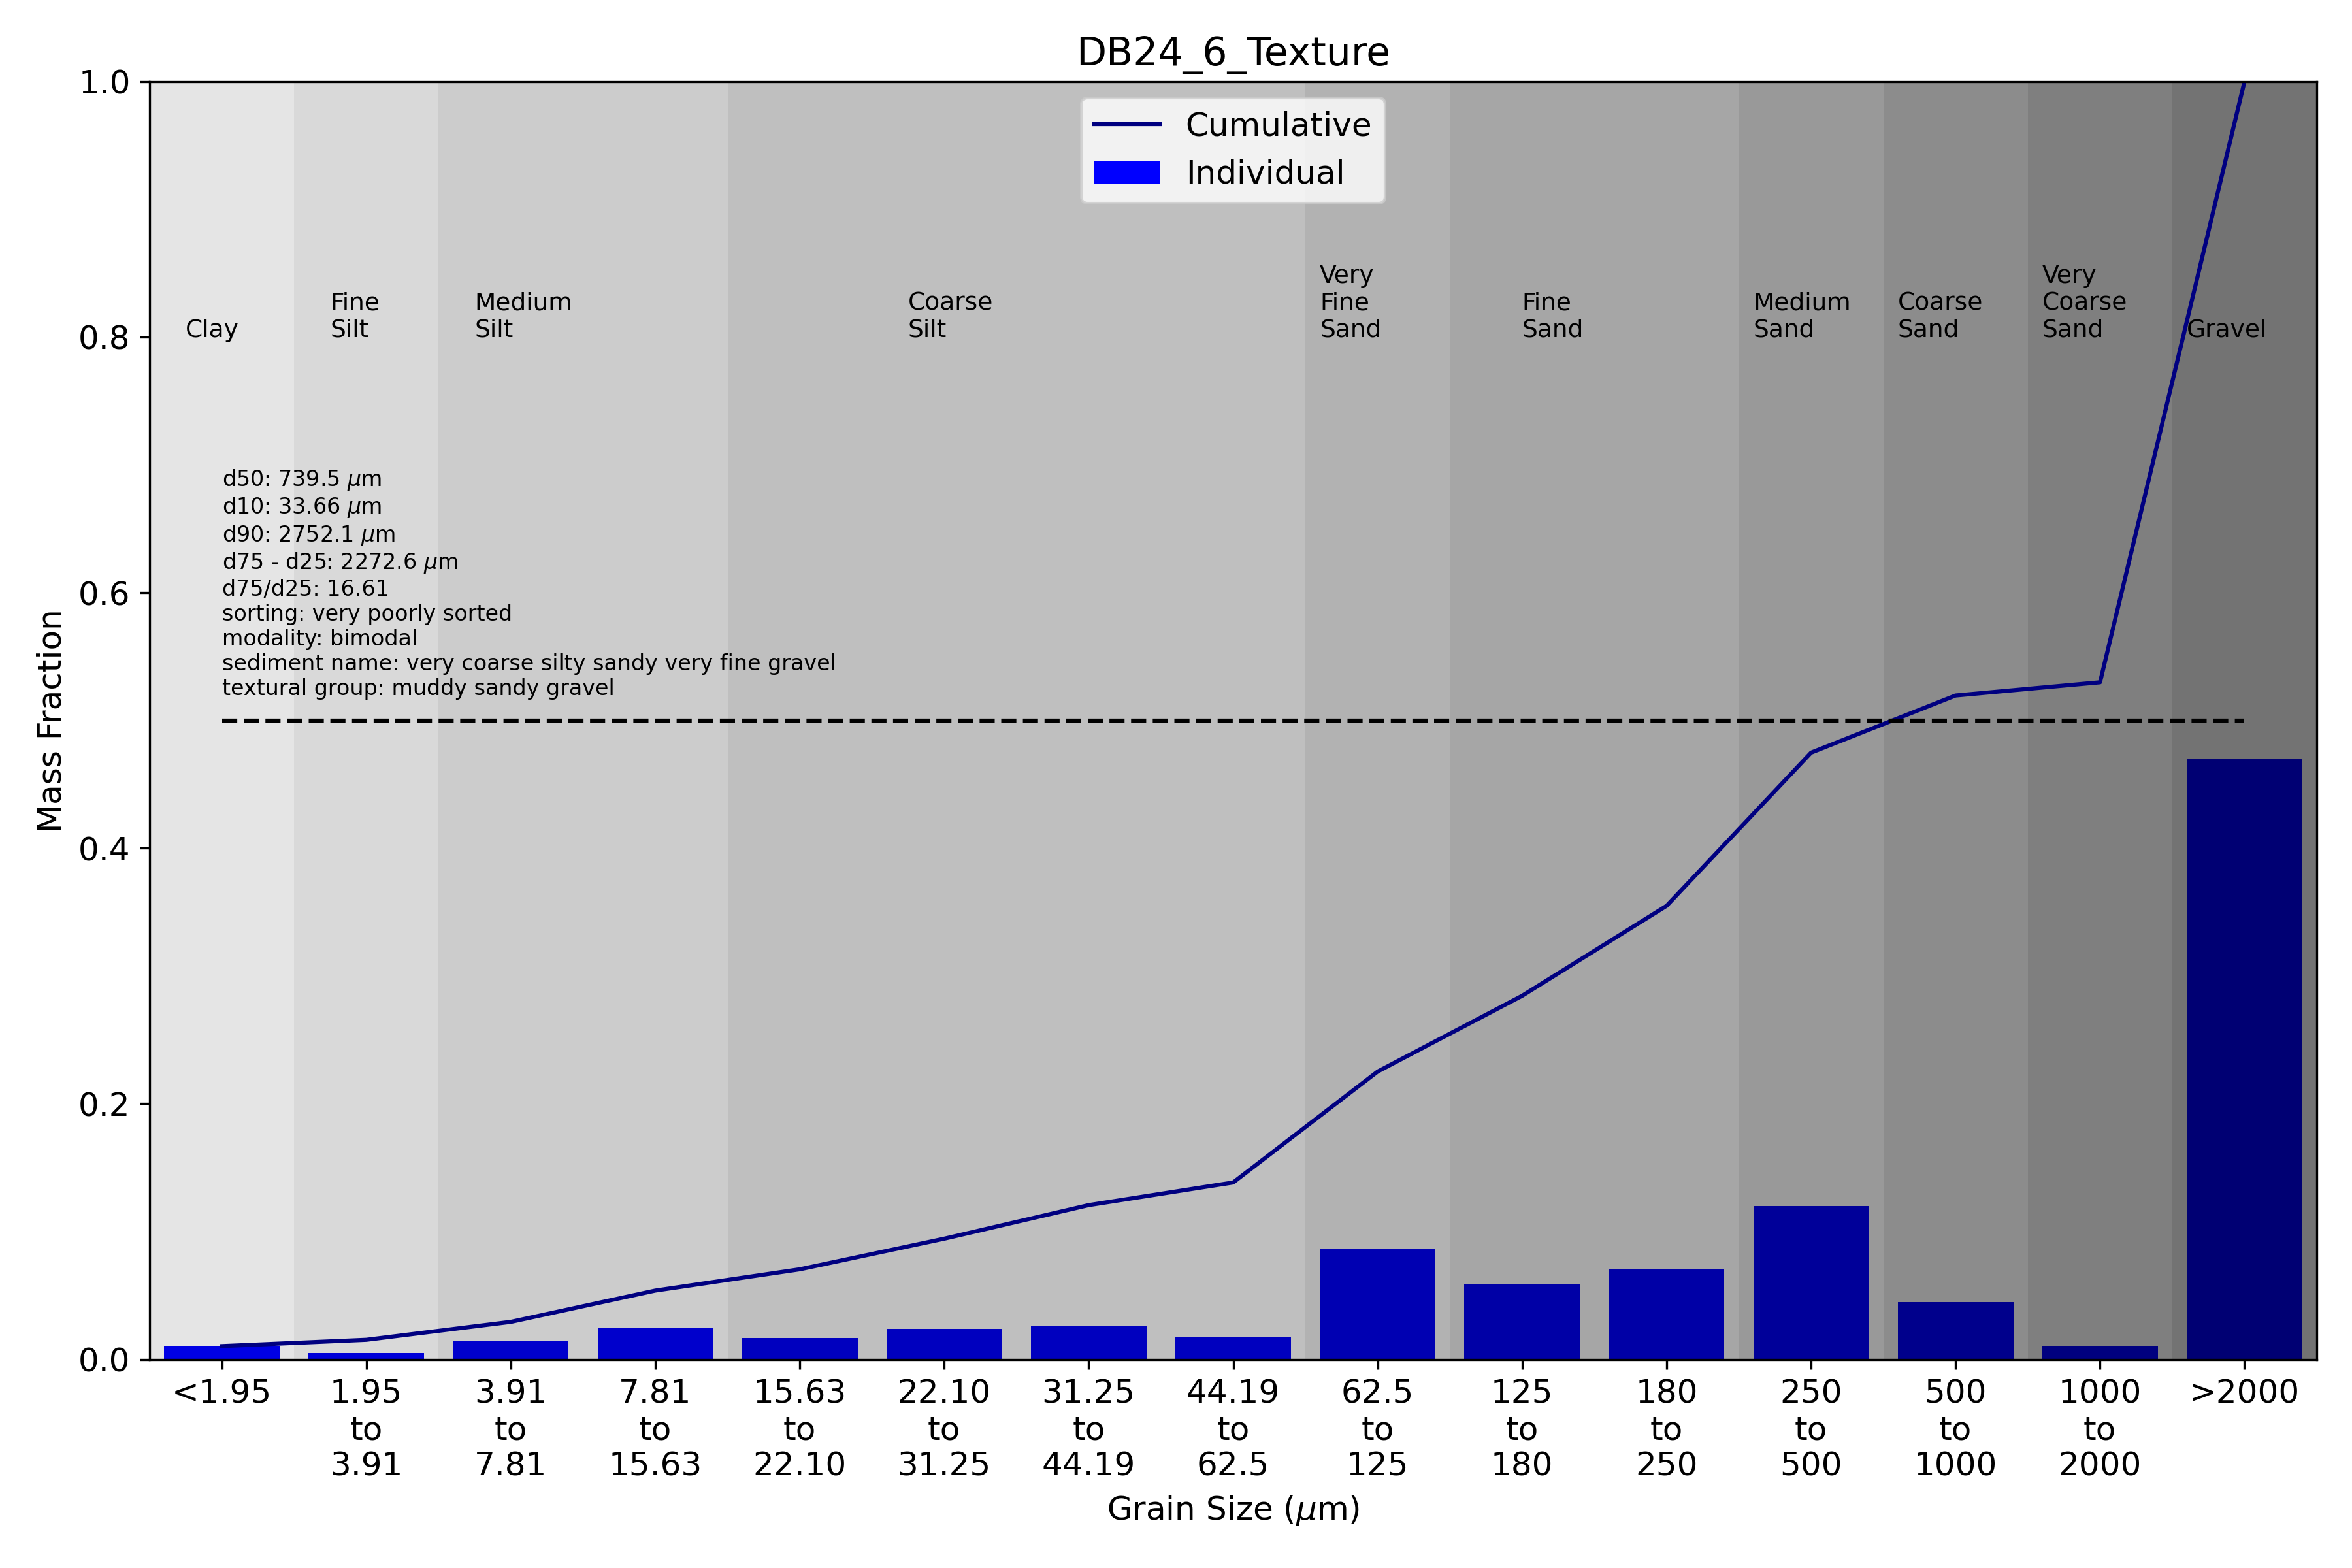 DB24_6_Texture
1.0
0.8
0.6
0.4
0.2
0.0
Mass Fraction
Cumulative
Individual
Clay
Fine
Silt
Medium
Silt
Coarse
Silt
Very
Fine
Sand
Fine
Sand
Medium
Sand
Coarse
Sand
Very
Coarse
Sand
Gravel
d50: 739.5 μm
d10: 33.66 μm
d90: 2752.1 μm
d75 - d25: 2272.6 μm
d75/d25: 16.61
sorting: very poorly sorted
modality: bimodal
sediment name: very coarse silty sandy very fine gravel
textural group: muddy sandy gravel
<1.95
1.95
to
3.91
3.91
to
7.81
7.81
to
15.63
15.63
to
22.10
22.10
to
31.25
31.25
to
44.19
44.19
to
62.5
62.5
to
125
125
to
180
180
to
250
250
to
500
500
to
1000
1000
to
2000
>2000
Grain Size (μm)